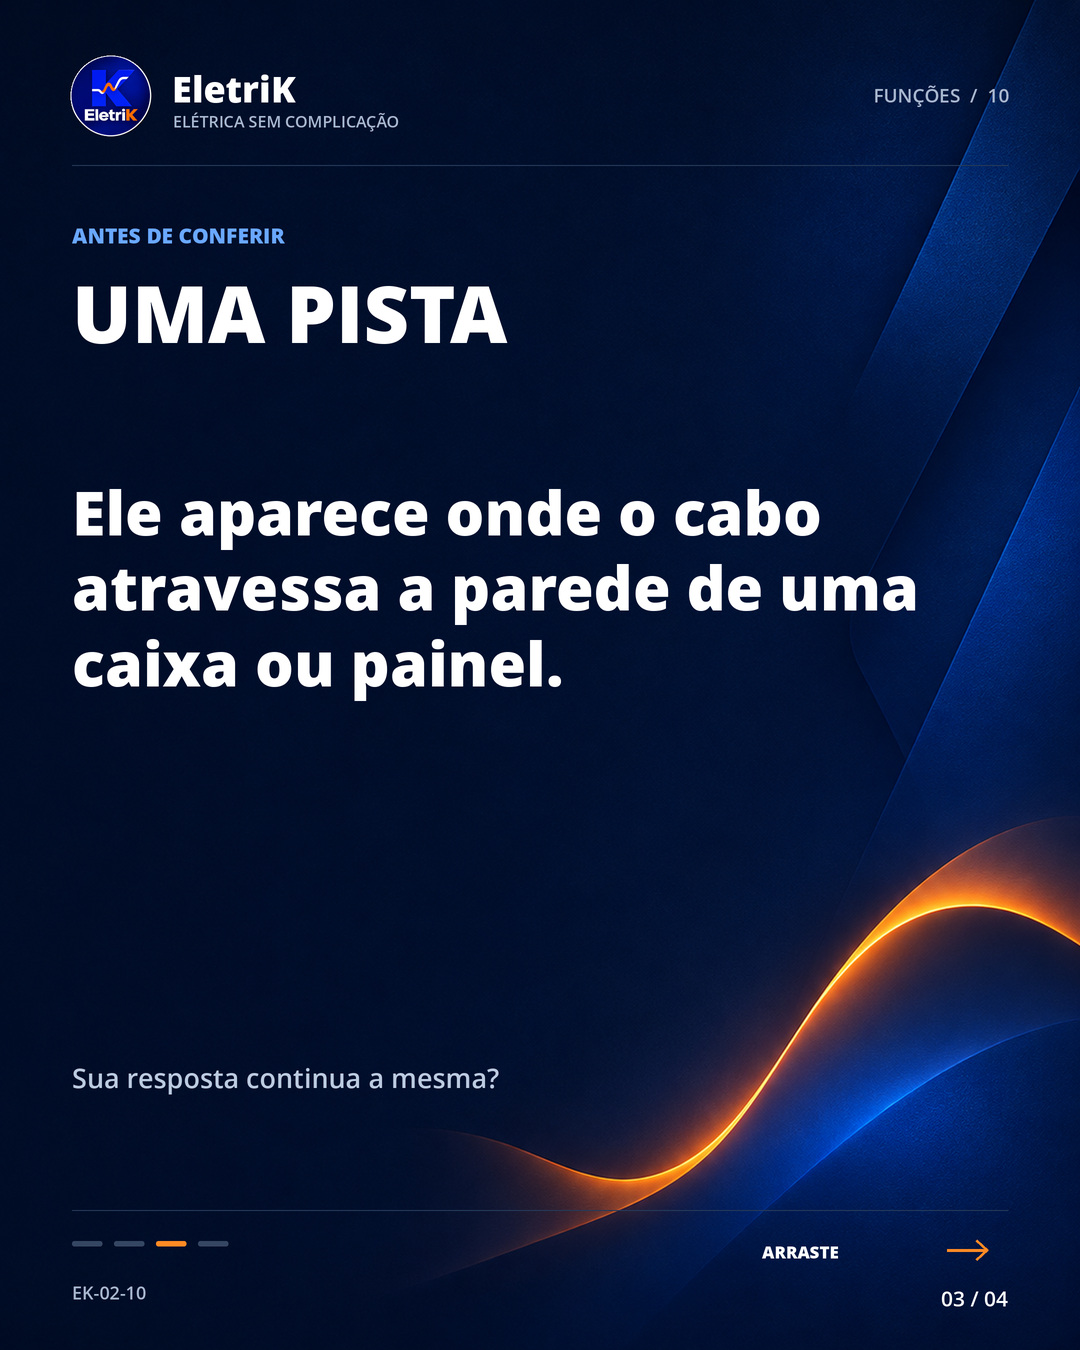 EletriK
EletriK
ELÉTRICA SEM COMPLICAÇÃO
FUNÇÕES / 10
ANTES DE CONFERIR
UMA PISTA
Ele aparece onde o cabo
atravessa a parede de uma
caixa ou painel.
Sua resposta continua a mesma?
ARRASTE
EK-02-10
03 / 04